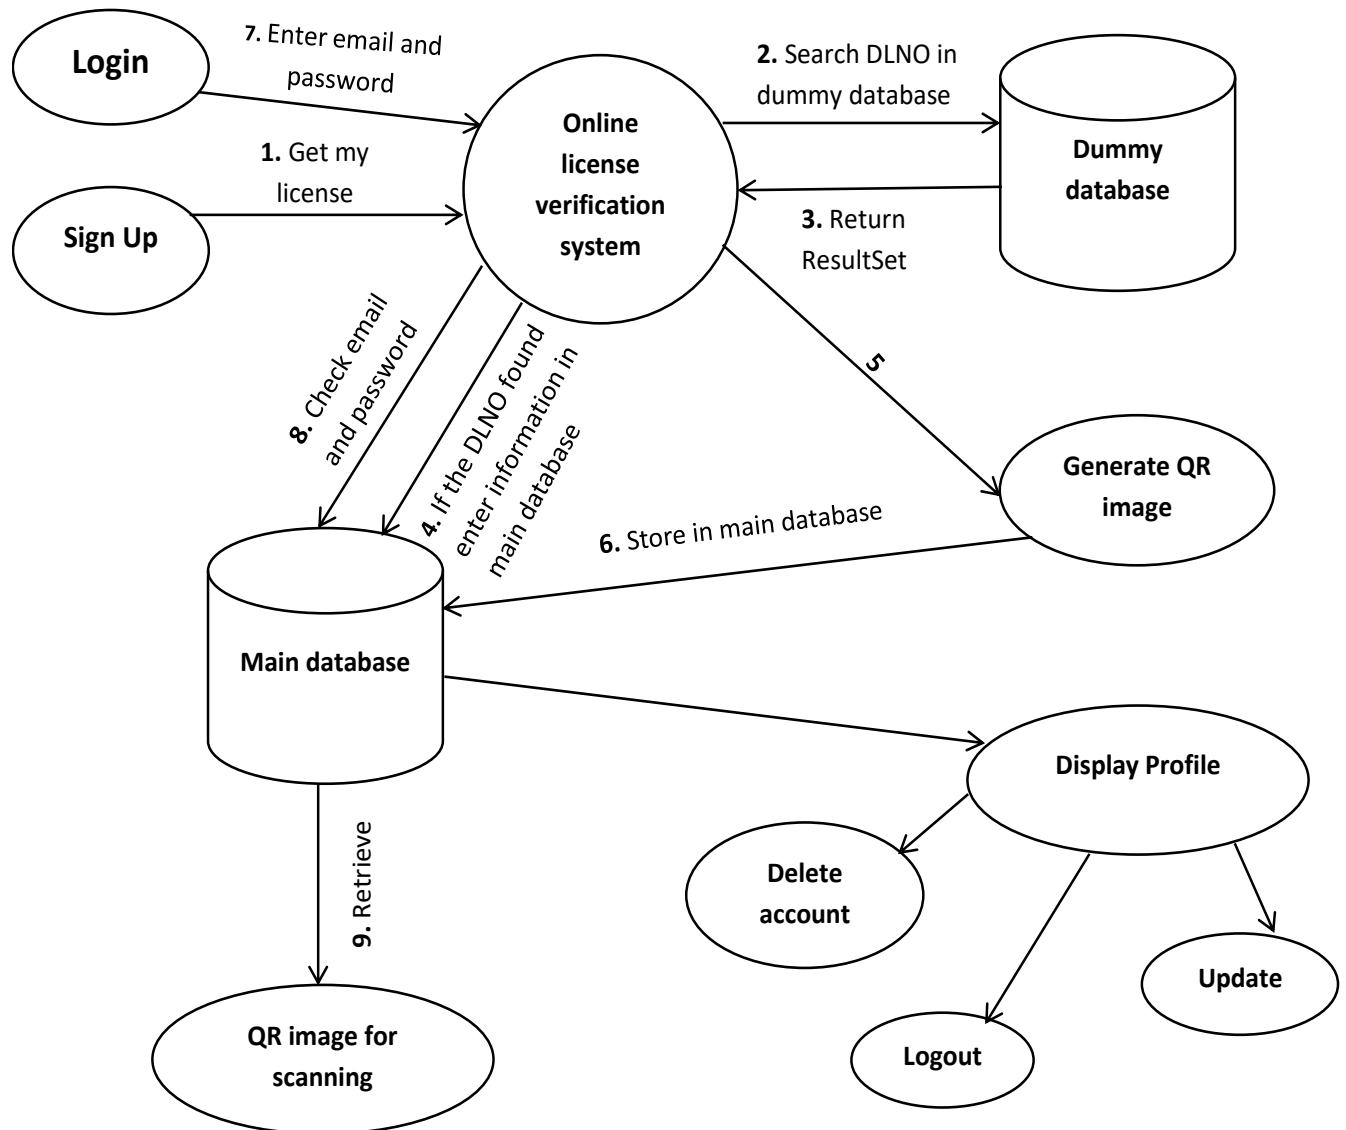 Login
7. Enter email and
password
1. Get my
license
Sign Up
Online
license
verification
system
2. Search DLNO in
dummy database
Dummy
database
3. Return
ResultSet
8. Check email
and password
4. If the DLNO found
enter information in
main database
5
Generate QR
image
6. Store in main database
Main database
Display Profile
9. Retrieve
Delete
account
Update
Logout
QR image for
scanning